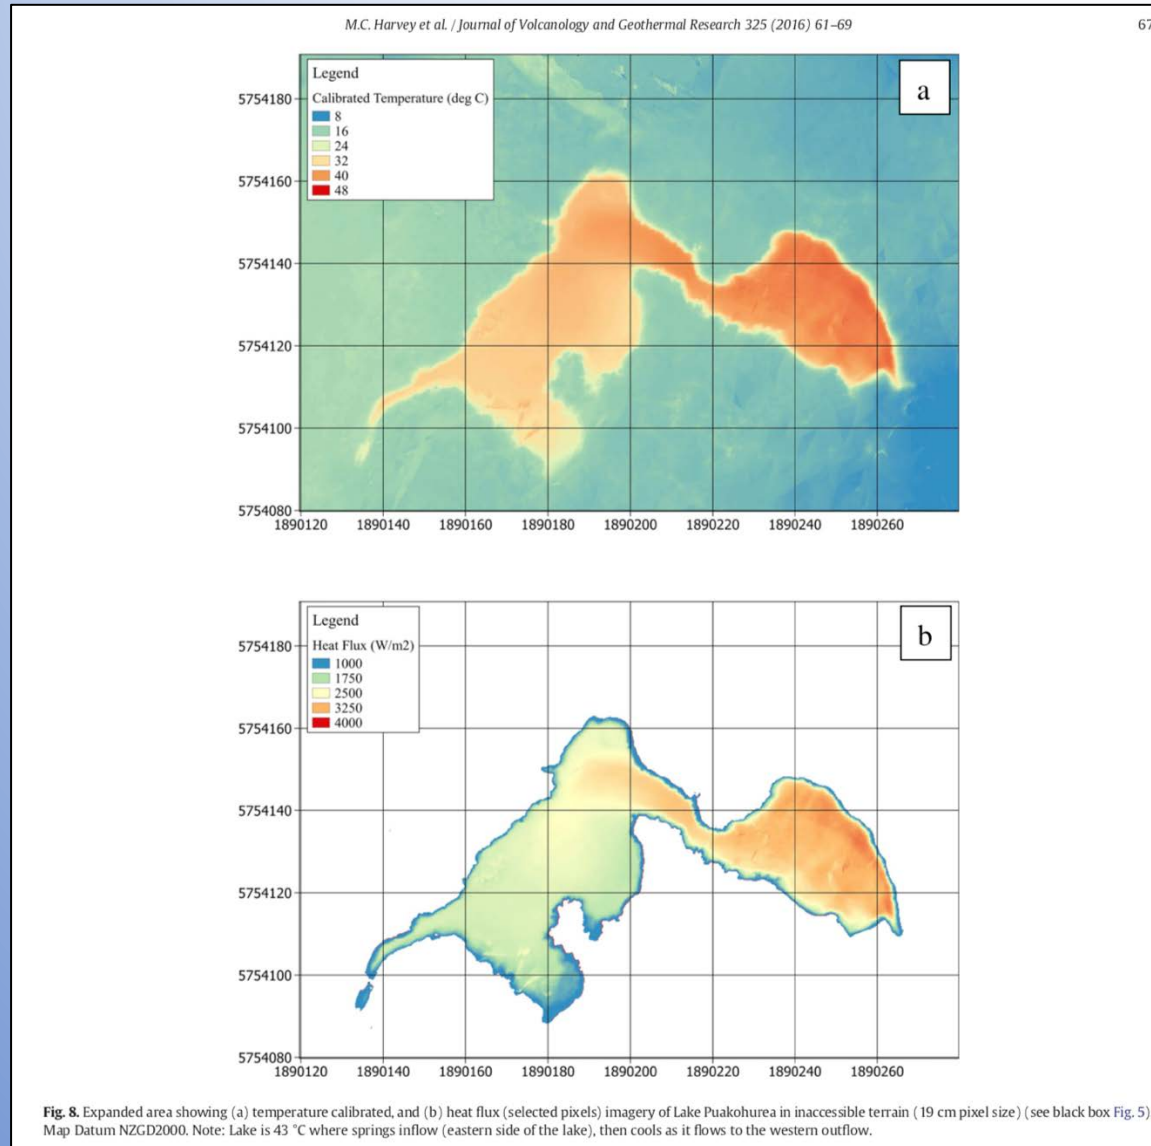 M.C. Harvey et al. / Journal of Volcanology and Geothermal Research 325 (2016) 61–69
67
Legend
Calibrated Temperature (deg C)
8
16
24
32
40
48
a
5754180
5754160
5754140
5754120
5754100
5754080
1890120 1890140 1890160 1890180 1890200 1890220 1890240 1890260
Legend
Heat Flux (W/m2)
1000
1750
2500
3250
4000
b
5754180
5754160
5754140
5754120
5754100
5754080
1890120 1890140 1890160 1890180 1890200 1890220 1890240 1890260
Fig. 8. Expanded area showing (a) temperature calibrated, and (b) heat flux (selected pixels) imagery of Lake Puakohurea in inaccessible terrain (19 cm pixel size) (see black box Fig. 5)
Map Datum NZGD2000. Note: Lake is 43 °C where springs inflow (eastern side of the lake), then cools as it flows to the western outflow.